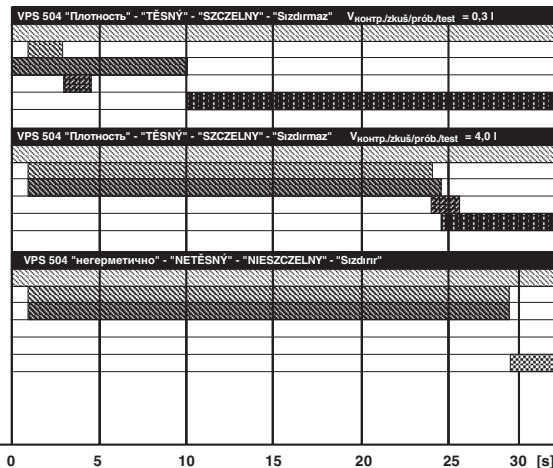 VPS 504 "Плотность" - "TĚSNÝ" - "SZCZELNY" - "Sızdırmaz" Vконтр./zkuš/prób./test = 0,3 l
VPS 504 "Плотность" - "TĚSNÝ" - "SZCZELNY" - "Sızdırmaz" Vконтр./zkuš/prób./test = 4,0 l
VPS 504 "негерметично" - "NETĚSNÝ" - "NIESZCZELNY" - "Sızdırır"
0 5 10 15 20 25 30 [s]